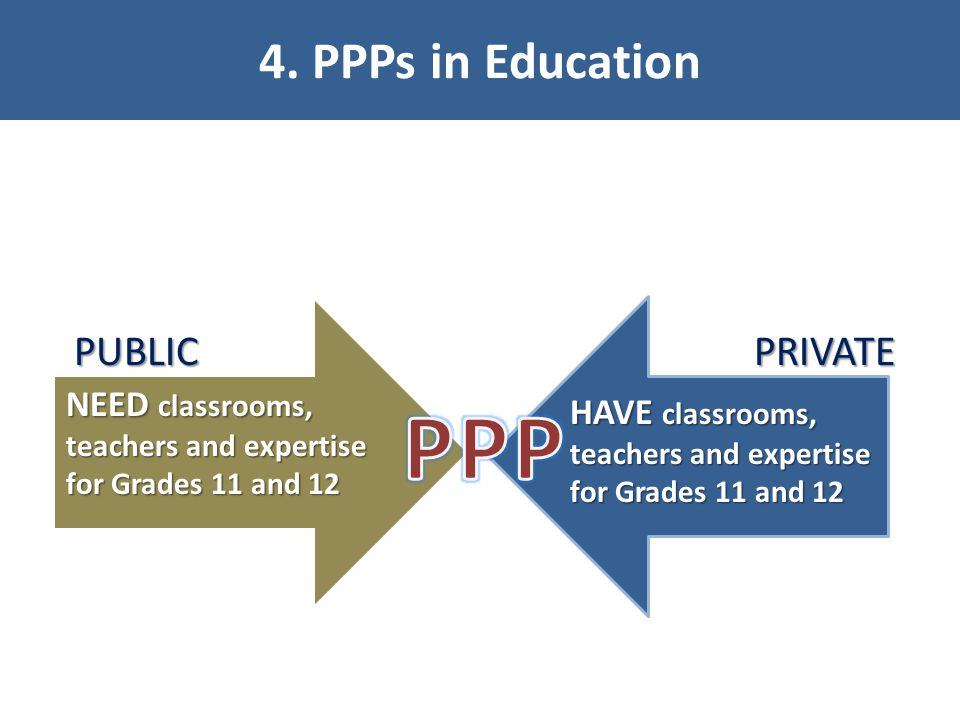 4. PPPs in Education
PUBLIC
NEED classrooms,
teachers and expertise
for Grades 11 and 12
PPP
PRIVATE
HAVE classrooms,
teachers and expertise
for Grades 11 and 12